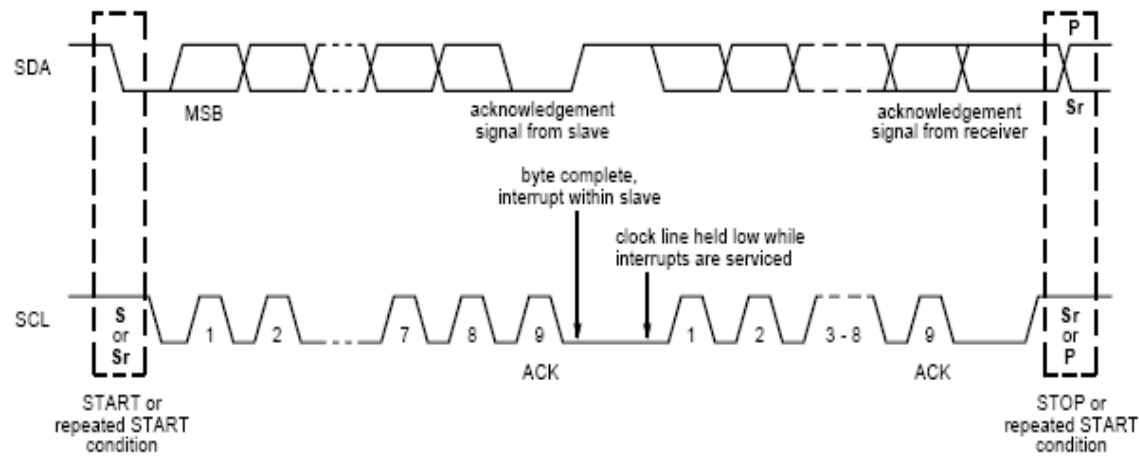 P
SDA
MSB
acknowledgement
signal from slave
acknowledgement
signal from receiver
Sr
byte complete,
interrupt within slave
clock line held low while
interrupts are serviced
SCL
S
or
Sr
1
2
7
8
9
1
2
3 - 8
9
Sr
or
P
ACK
ACK
START or
repeated START
condition
STOP or
repeated START
condition